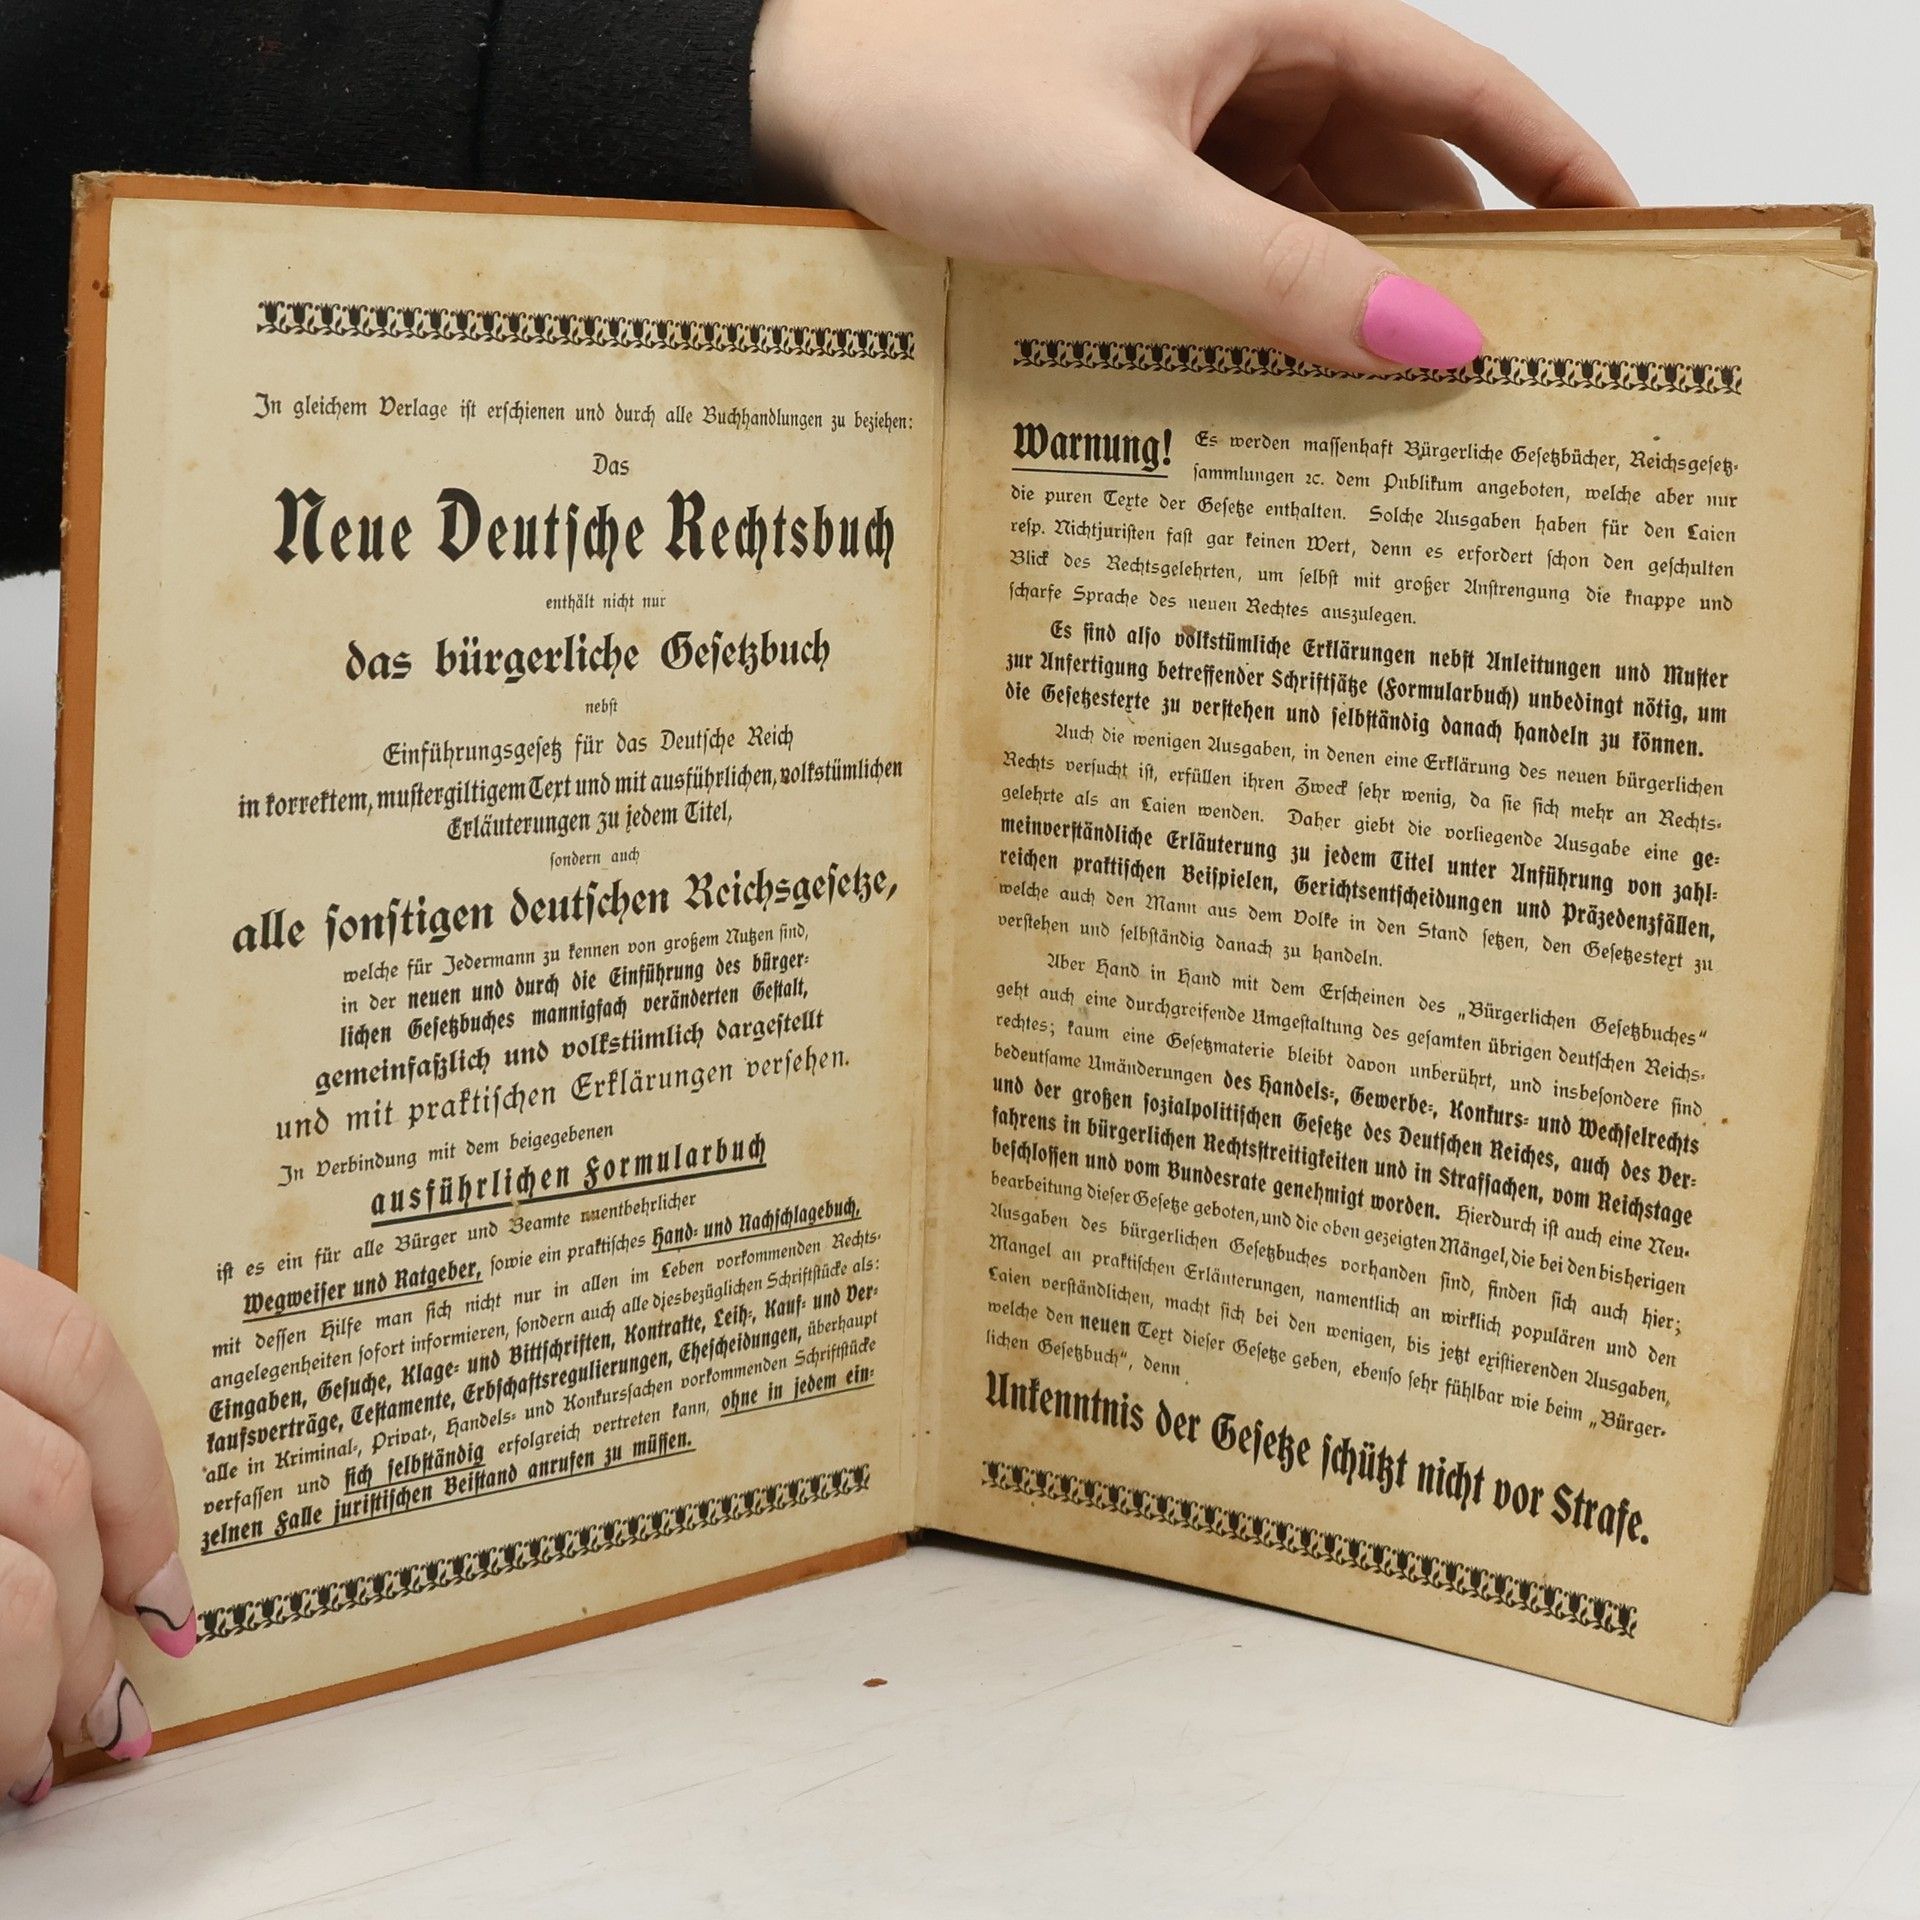 In gleichem Verlage ist erschienen und durch alle Buchhandlungen zu beziehen:
Das
Neue Deutsche Rechtsbuch
enthält nicht nur
das bürgerliche Gesetzbuch
nebst
Einführungsgesetz für das Deutsche Reich
in korrektem, mustergiltigem Text und mit ausführlichen, volkstümlichen
Erläuterungen zu jedem Titel,
sondern auch
alle sonstigen deutschen Reichsgesetze,
welche für Jedermann zu kennen von großem Nutzen sind,
in der neuen und durch die Einführung des bürger-
lichen Gesetzbuches mannigfach veränderten Gestalt,
gemeinfaßlich und volkstümlich dargestellt
und mit praktischen Erklärungen versehen.
In Verbindung mit dem beigegebenen
ausführlichen Formularbuch
ist es ein für alle Bürger und Beamte unentbehrlicher
Wegweiser und Ratgeber, sowie ein praktisches Hand- und Nachschlagebuch,
mit dessen Hilfe man sich nicht nur in allen im Leben vorkommenden Rechts-
angelegenheiten sofort informieren, sondern auch alle diesbezüglichen Schriftstücke als:
Eingaben, Gesuche, Klage- und Bittschriften, Kontrakte, Leih-, Kauf- und Ver-
kaufsverträge, Testamente, Erbschaftsregulierungen, Ehescheidungen, überhaupt
alle in Kriminal-, Privat-, Handels- und Konkurssachen vorkommenden Schriftstücke
verfassen und sich selbständig erfolgreich vertreten kann, ohne in jedem ein-
zelnen Falle juristischen Beistand anrufen zu müssen.
Warnung! Es werden massenhaft Bürgerliche Gesetzbücher, Reichsgesetz-
sammlungen ꝛc. dem Publikum angeboten, welche aber nur
die puren Texte der Gesetze enthalten. Solche Ausgaben haben für den Laien
resp. Nichtjuristen fast gar keinen Wert, denn es erfordert schon den geschulten
Blick des Rechtsgelehrten, um selbst mit großer Anstrengung die knappe und
scharfe Sprache des neuen Rechtes auszulegen.
Es sind also volkstümliche Erklärungen nebst Anleitungen und Muster
zur Anfertigung betreffender Schriftsätze (Formularbuch) unbedingt nötig, um
die Gesetzestexte zu verstehen und selbständig danach handeln zu können.
Auch die wenigen Ausgaben, in denen eine Erklärung des neuen bürgerlichen
Rechts versucht ist, erfüllen ihren Zweck sehr wenig, da sie sich mehr an Rechts-
gelehrte als an Laien wenden. Daher giebt die vorliegende Ausgabe eine ge-
meinverständliche Erläuterung zu jedem Titel unter Anführung von zahl-
reichen praktischen Beispielen, Gerichtsentscheidungen und Präzedenzfällen,
welche auch den Mann aus dem Volke in den Stand setzen, den Gesetzestext zu
verstehen und selbständig danach zu handeln.
Aber Hand in Hand mit dem Erscheinen des „Bürgerlichen Gesetzbuches“
geht auch eine durchgreifende Umgestaltung des gesamten übrigen deutschen Reichs-
rechtes; kaum eine Gesetzmaterie bleibt davon unberührt, und insbesondere sind
bedeutsame Umänderungen des Handels-, Gewerbe-, Konkurs- und Wechselrechts
und der großen sozialpolitischen Gesetze des Deutschen Reiches, auch des Ver-
fahrens in bürgerlichen Rechtsstreitigkeiten und in Strafsachen, vom Reichstage
beschlossen und vom Bundesrate genehmigt worden. Hierdurch ist auch eine Neu-
bearbeitung dieser Gesetze geboten, und die oben gezeigten Mängel, die bei den bisherigen
Ausgaben des bürgerlichen Gesetzbuches vorhanden sind, finden sich auch hier;
Mangel an praktischen Erläuterungen, namentlich an wirklich populären und den
Laien verständlichen, macht sich bei den wenigen, bis jetzt existierenden Ausgaben,
welche den neuen Text dieser Gesetze geben, ebenso sehr fühlbar wie beim „Bürger-
lichen Gesetzbuch“, denn
Unkenntnis der Gesetze schützt nicht vor Strafe.